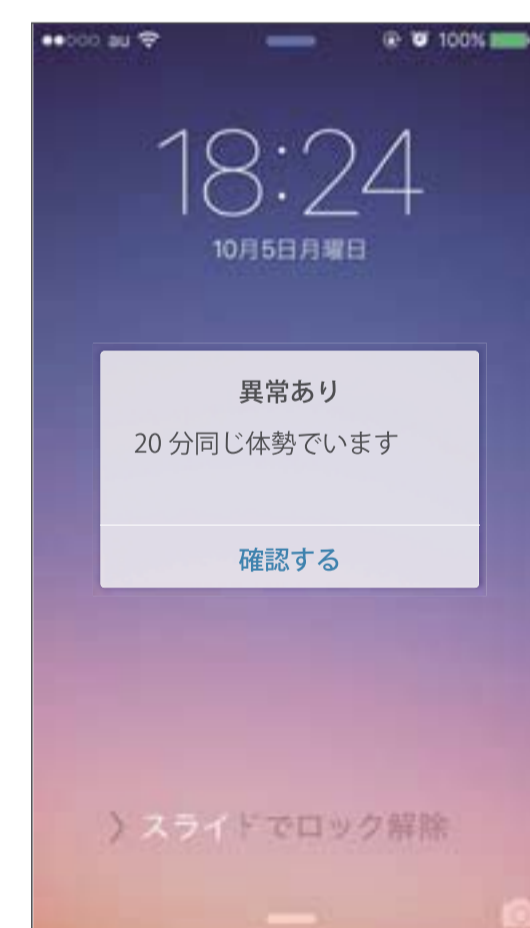 au 100%
18:24
10月5日月曜日
異常あり
20 分同じ体勢でいます
確認する
スライドでロック解除